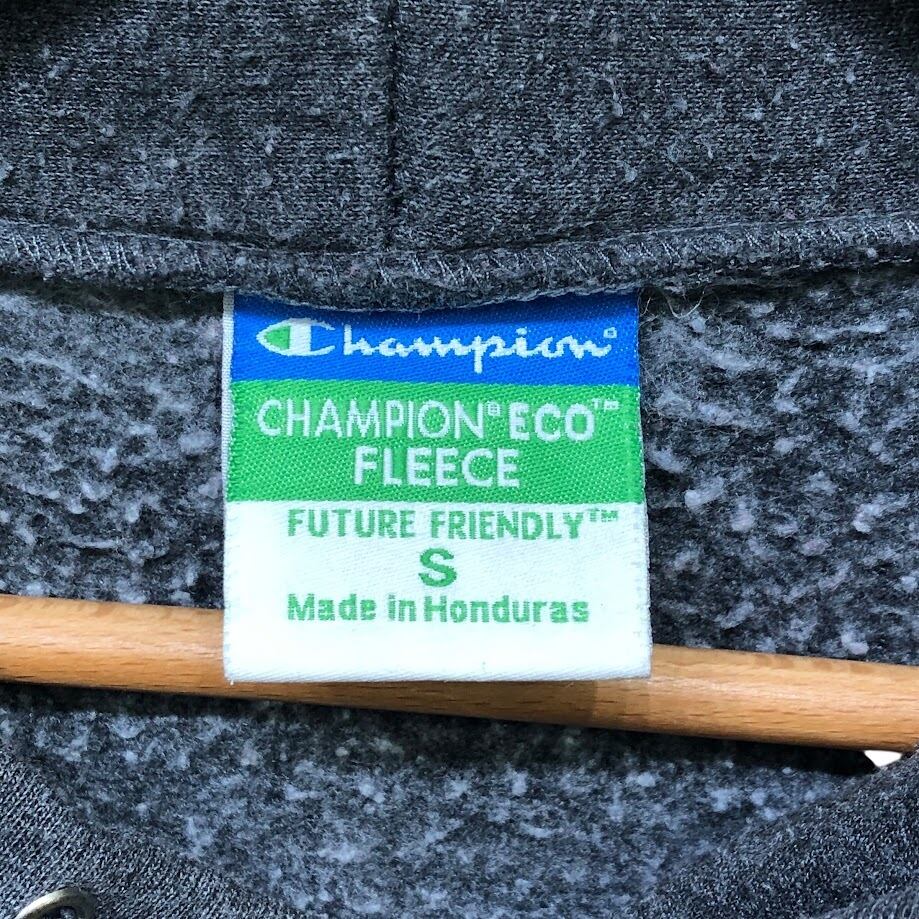 Champion®
CHAMPION® ECO™
FLEECE
FUTURE FRIENDLY™
S
Made in Honduras